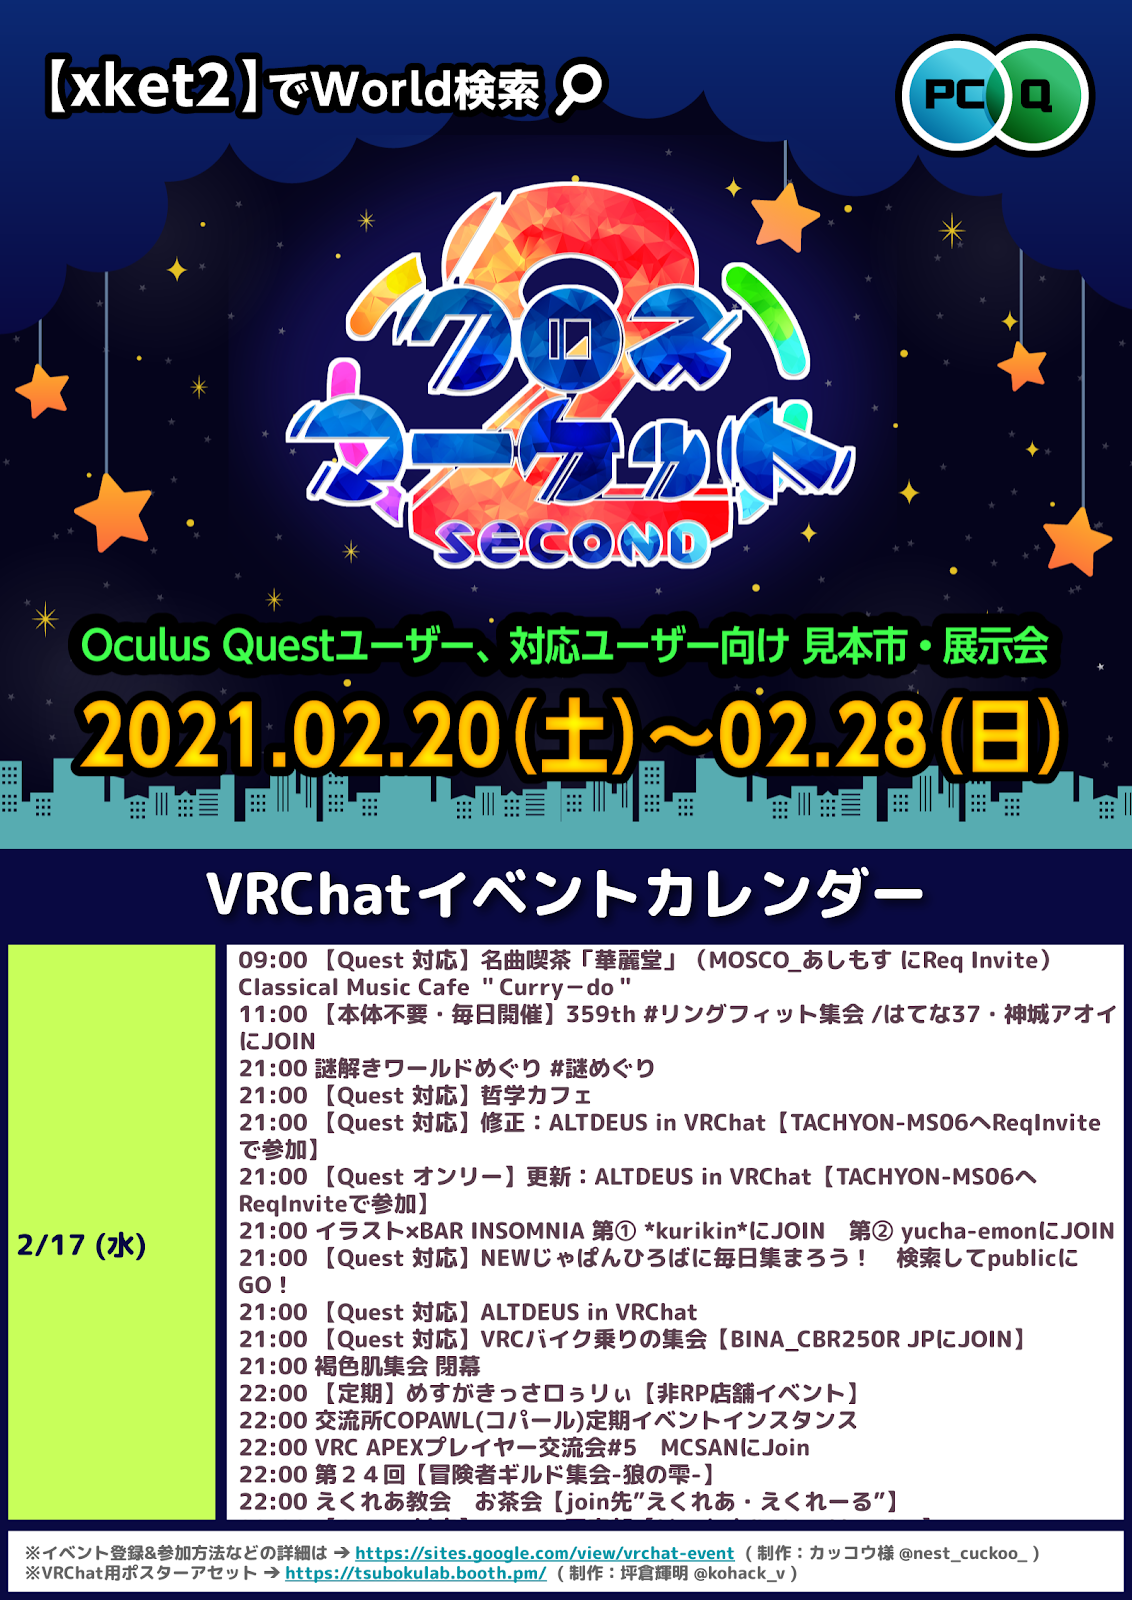 【xket2】でWorld検索
PC Q
クロス
マーケット
2
SECOND
Oculus Questユーザー、対応ユーザー向け 見本市・展示会
2021.02.20(土)～02.28(日)
VRChatイベントカレンダー
2/17 (水)
09:00 【Quest 対応】名曲喫茶「華麗堂」（MOSCO_あしもす にReq Invite）
Classical Music Cafe ＂Curry－do＂
11:00 【本体不要・毎日開催】359th #リングフィット集会 /はてな37・神城アオイ
にJOIN
21:00 謎解きワールドめぐり #謎めぐり
21:00 【Quest 対応】哲学カフェ
21:00 【Quest 対応】修正：ALTDEUS in VRChat【TACHYON-MS06へReqInvite
で参加】
21:00 【Quest オンリー】更新：ALTDEUS in VRChat【TACHYON-MS06へ
ReqInviteで参加】
21:00 イラスト×BAR INSOMNIA 第① *kurikin*にJOIN　第② yucha-emonにJOIN
21:00 【Quest 対応】NEWじゃぱんひろばに毎日集まろう！　検索してpublicに
GO！
21:00 【Quest 対応】ALTDEUS in VRChat
21:00 【Quest 対応】VRCバイク乗りの集会【BINA_CBR250R JPにJOIN】
21:00 褐色肌集会 閉幕
22:00 【定期】めすがきっさロぅリぃ【非RP店舗イベント】
22:00 交流所COPAWL(コパール)定期イベントインスタンス
22:00 VRC APEXプレイヤー交流会#5　MCSANにJoin
22:00 第２４回【冒険者ギルド集会-狼の雫-】
22:00 えくれあ教会　お茶会【join先”えくれあ・えくれーる”】
※イベント登録&参加方法などの詳細は ➔ https://sites.google.com/view/vrchat-event （ 制作：カッコウ様 @nest_cuckoo_ ）
※VRChat用ポスターアセット ➔ https://tsubokulab.booth.pm/ （ 制作：坪倉輝明 @kohack_v ）